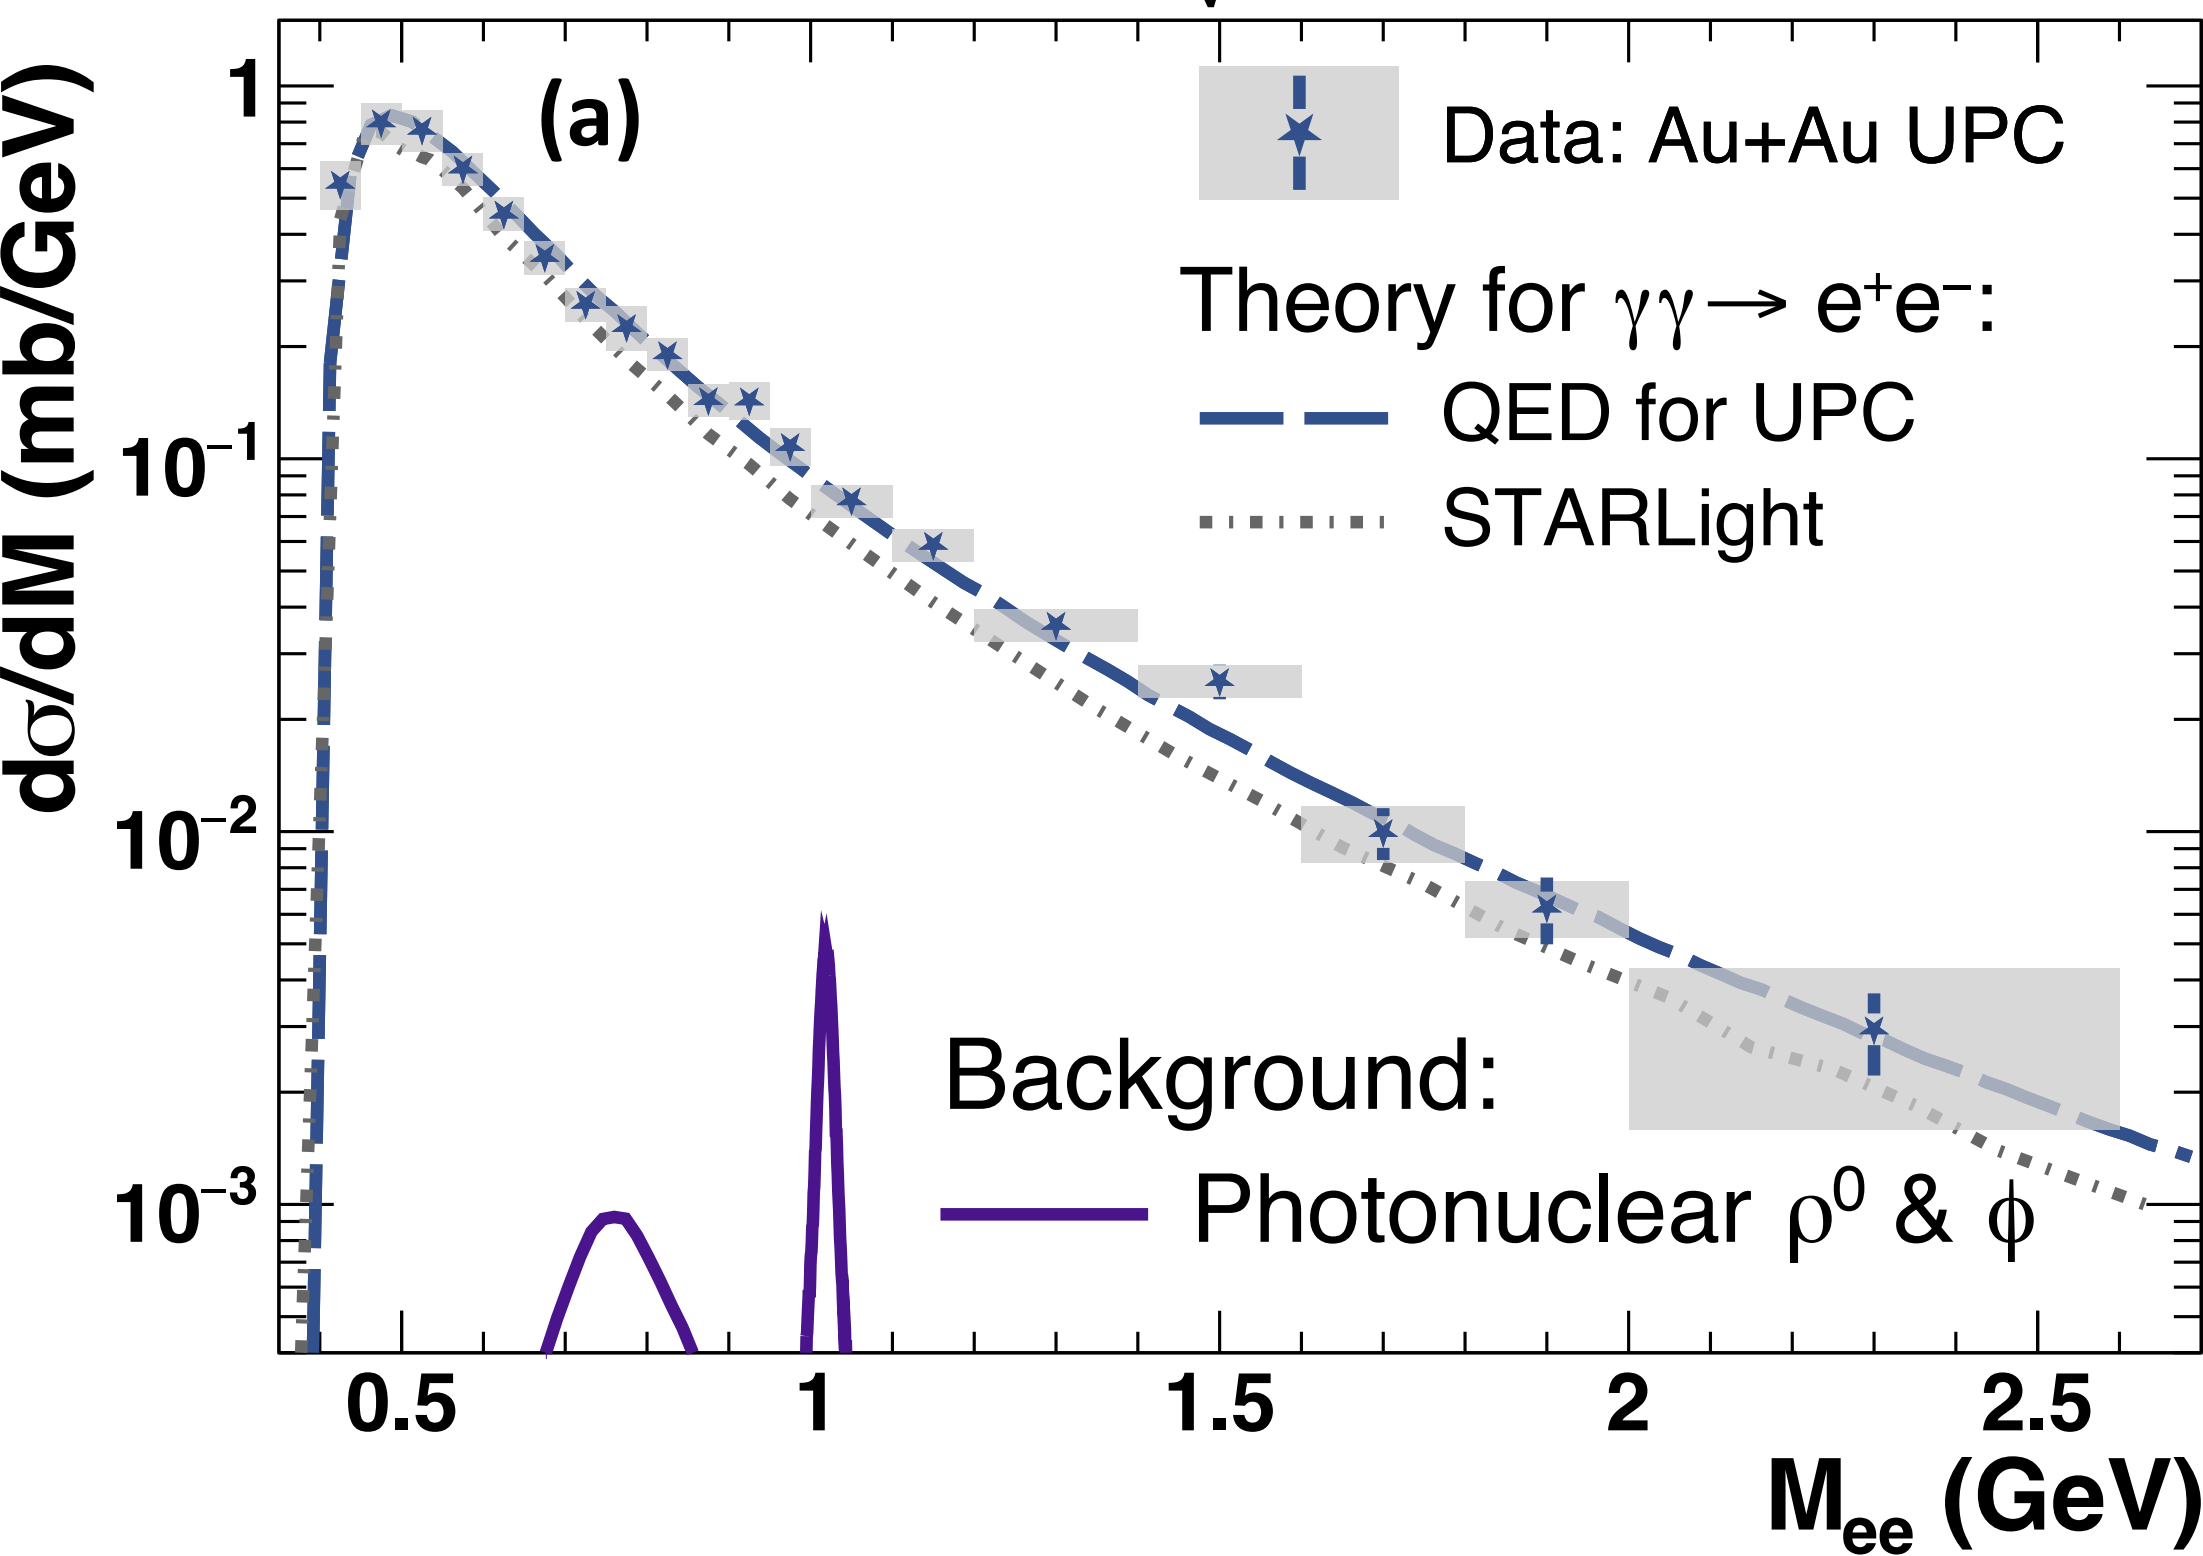 (a)
Data: Au+Au UPC
Theory for γγ→ e⁺e⁻:
QED for UPC
STARLight
Background:
Photonuclear ρ⁰ & ϕ
dσ/dM (mb/GeV)
1
10⁻¹
10⁻²
10⁻³
0.5 1 1.5 2 2.5
Mₑₑ (GeV)